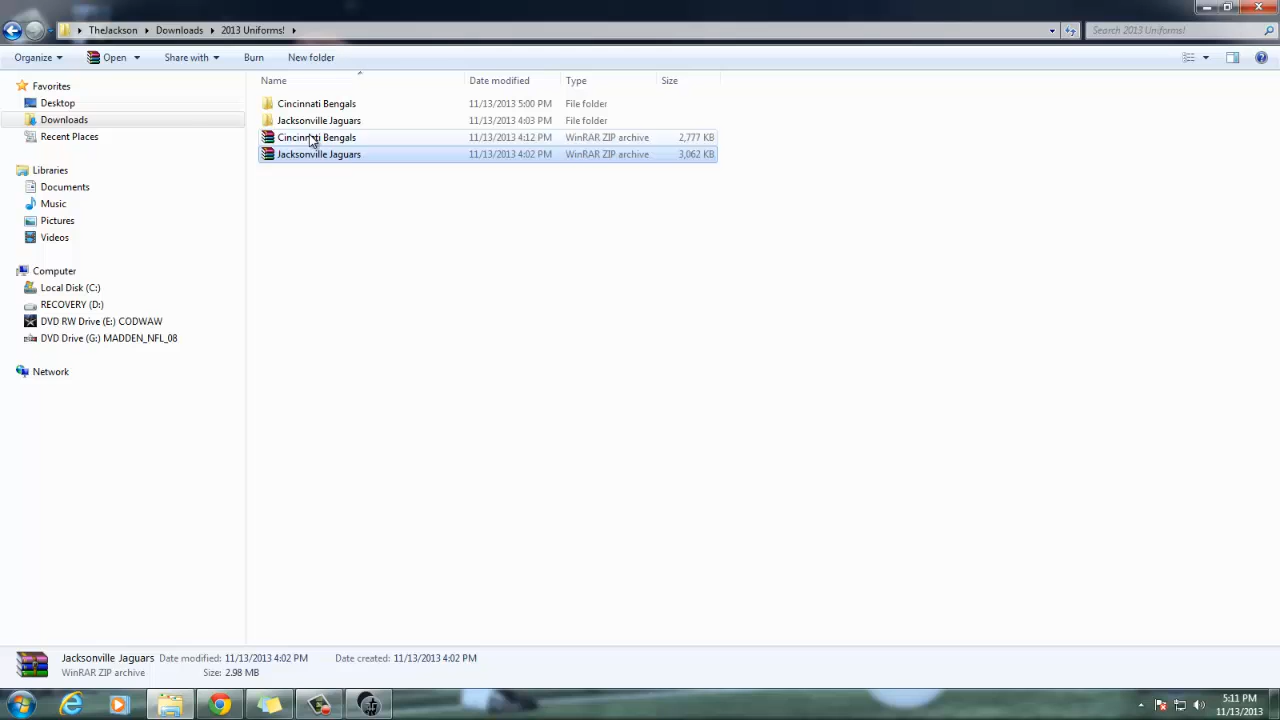 TheJackson Downloads 2013 Uniforms! Search 2013 Uniforms!
Organize Open Share with Burn New folder
Name Date modified Type Size
Favorites
Desktop
Downloads
Recent Places
Libraries
Documents
Music
Pictures
Videos
Computer
Local Disk (C:)
RECOVERY (D:)
DVD RW Drive (E:) CODWAW
DVD Drive (G:) MADDEN_NFL_08
Network
Cincinnati Bengals 11/13/2013 5:00 PM File folder
Jacksonville Jaguars 11/13/2013 4:03 PM File folder
Cincinnati Bengals 11/13/2013 4:12 PM WinRAR ZIP archive 2,777 KB
Jacksonville Jaguars 11/13/2013 4:02 PM WinRAR ZIP archive 3,062 KB
Jacksonville Jaguars Date modified: 11/13/2013 4:02 PM Date created: 11/13/2013 4:02 PM
WinRAR ZIP archive Size: 2.98 MB
5:11 PM
11/13/2013